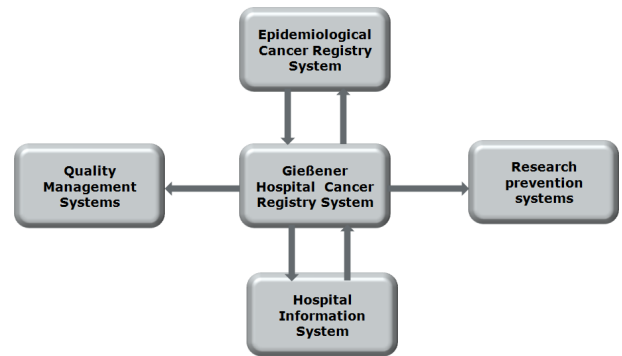 Epidemiological
Cancer Registry
System
Quality
Management
Systems
Gießener
Hospital Cancer
Registry System
Research
prevention
systems
Hospital
Information
System